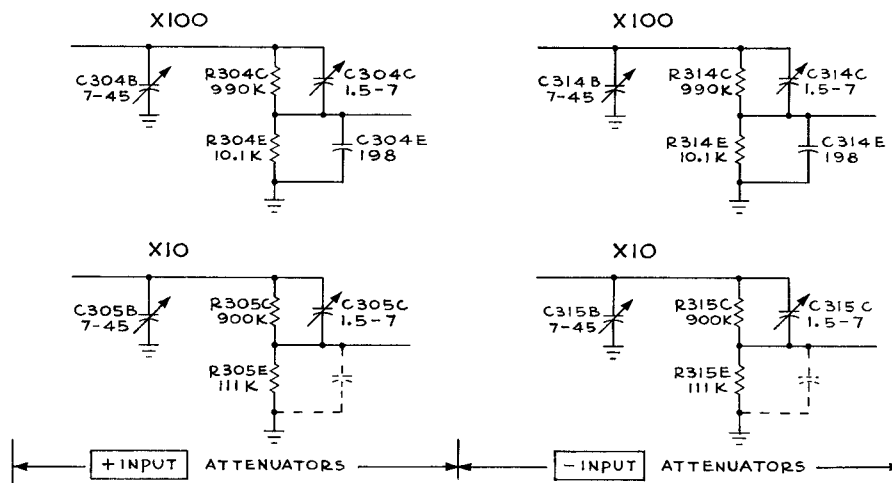 X100
C304B
7-45
R304C
990K
C304C
1.5-7
R304E
10.1K
C304E
198
X100
C314B
7-45
R314C
990K
C314C
1.5-7
R314E
10.1K
C314E
198
X10
C305B
7-45
R305C
900K
C305C
1.5-7
R305E
111K
X10
C315B
7-45
R315C
900K
C315C
1.5-7
R315E
111K
+INPUT ATTENUATORS
-INPUT ATTENUATORS